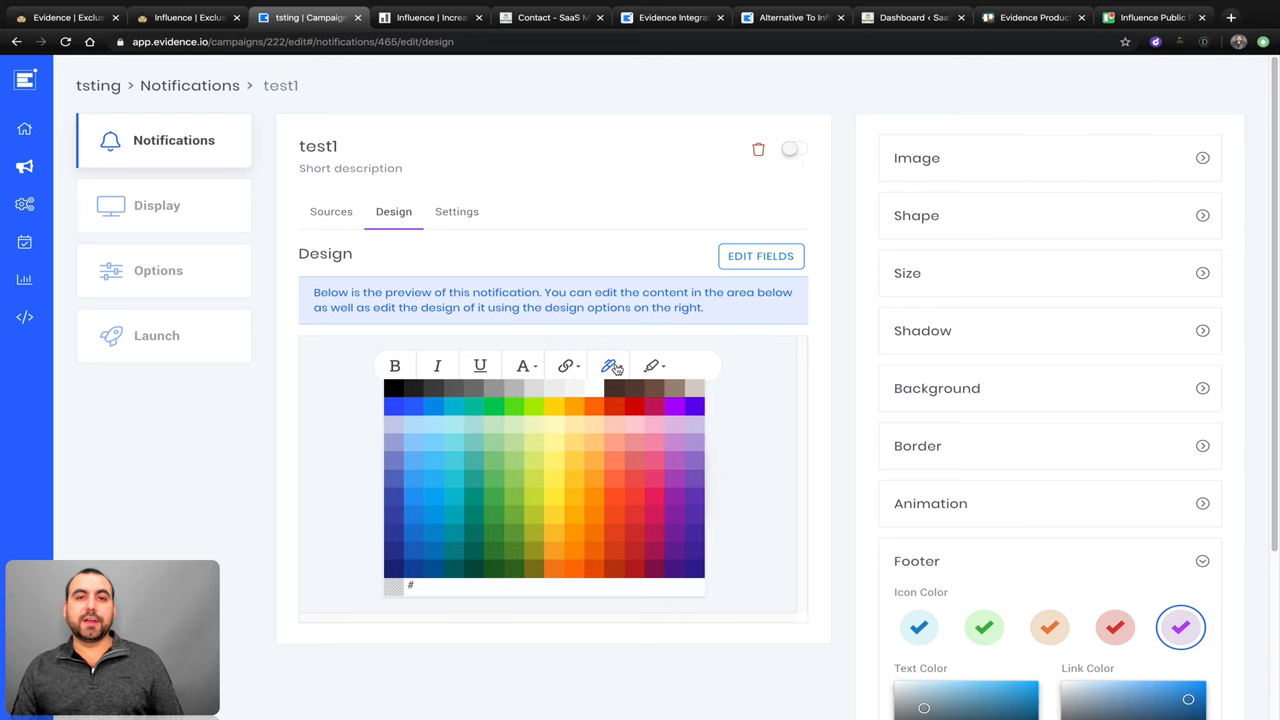 Evidence | Exclus
Influence | Exclus
tsting | Campaign
Influence | Increa
Contact - SaaS M
Evidence Integrat
Alternative To Infl
Dashboard ‹ SaaS
Evidence Product
Influence Public R
app.evidence.io/campaigns/222/edit#/notifications/465/edit/design
tsting > Notifications > test1
Notifications
Display
Options
Launch
test1
Short description
Sources Design Settings
Design
EDIT FIELDS
Below is the preview of this notification. You can edit the content in the area below
as well as edit the design of it using the design options on the right.
B I U A
#
Image
Shape
Size
Shadow
Background
Border
Animation
Footer
Icon Color
Text Color Link Color